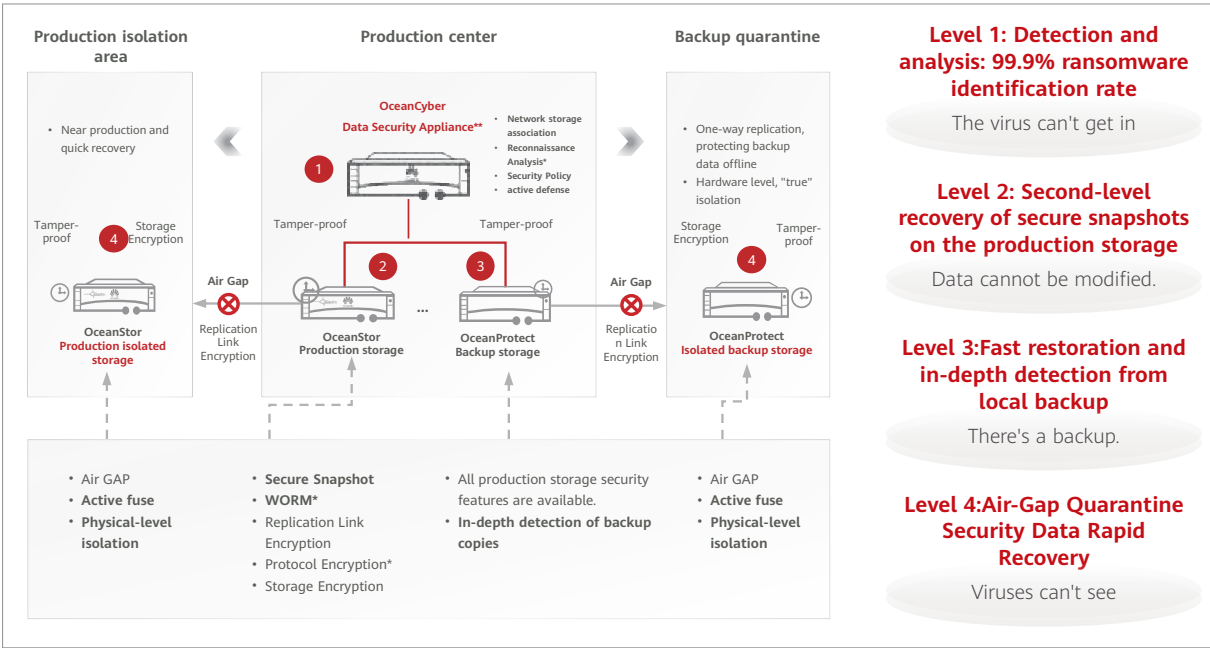 Production isolation
area
Production center
Backup quarantine
• Near production and
quick recovery
OceanCyber
Data Security Appliance**
• Network storage
association
• Reconnaissance
Analysis*
• Security Policy
• active defense
• One-way replication,
protecting backup
data offline
• Hardware level, "true"
isolation
1
Tamper-
proof
4
Storage
Encryption
Tamper-proof
Tamper-proof
2
3
Storage
Encryption
4
Tamper-
proof
Air Gap
Air Gap
...
OceanStor
Production isolated
storage
Replication
Link
Encryption
OceanStor
Production storage
OceanProtect
Backup storage
Replicatio
n Link
Encryption
OceanProtect
Isolated backup storage
• Air GAP
• Active fuse
• Physical-level
isolation
• Secure Snapshot
• WORM*
• Replication Link
Encryption
• Protocol Encryption*
• Storage Encryption
• All production storage security
features are available.
• In-depth detection of backup
copies
• Air GAP
• Active fuse
• Physical-level
isolation
Level 1: Detection and
analysis: 99.9% ransomware
identification rate
The virus can't get in
Level 2: Second-level
recovery of secure snapshots
on the production storage
Data cannot be modified.
Level 3:Fast restoration and
in-depth detection from
local backup
There's a backup.
Level 4:Air-Gap Quarantine
Security Data Rapid
Recovery
Viruses can't see